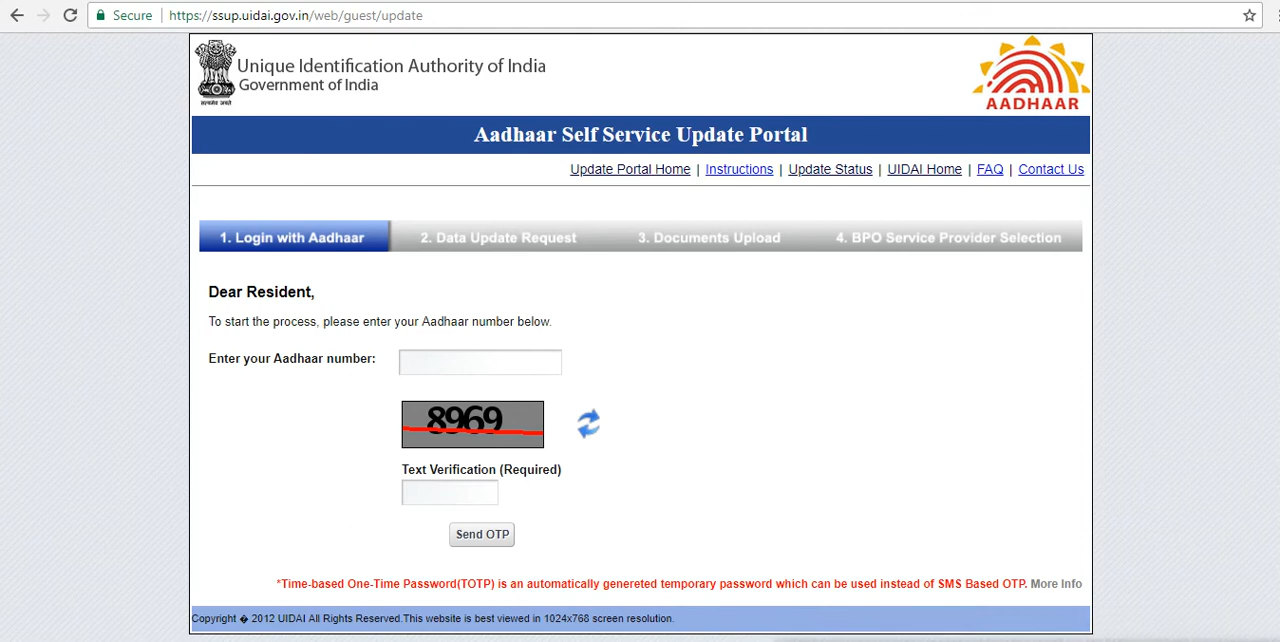 Secure https://ssup.uidai.gov.in/web/guest/update
Unique Identification Authority of India
Government of India
AADHAAR
Aadhaar Self Service Update Portal
Update Portal Home | Instructions | Update Status | UIDAI Home | FAQ | Contact Us
1. Login with Aadhaar 2. Data Update Request 3. Documents Upload 4. BPO Service Provider Selection
Dear Resident,
To start the process, please enter your Aadhaar number below.
Enter your Aadhaar number:
8969
Text Verification (Required)
Send OTP
*Time-based One-Time Password(TOTP) is an automatically genereted temporary password which can be used instead of SMS Based OTP. More Info
Copyright � 2012 UIDAI All Rights Reserved.This website is best viewed in 1024x768 screen resolution.